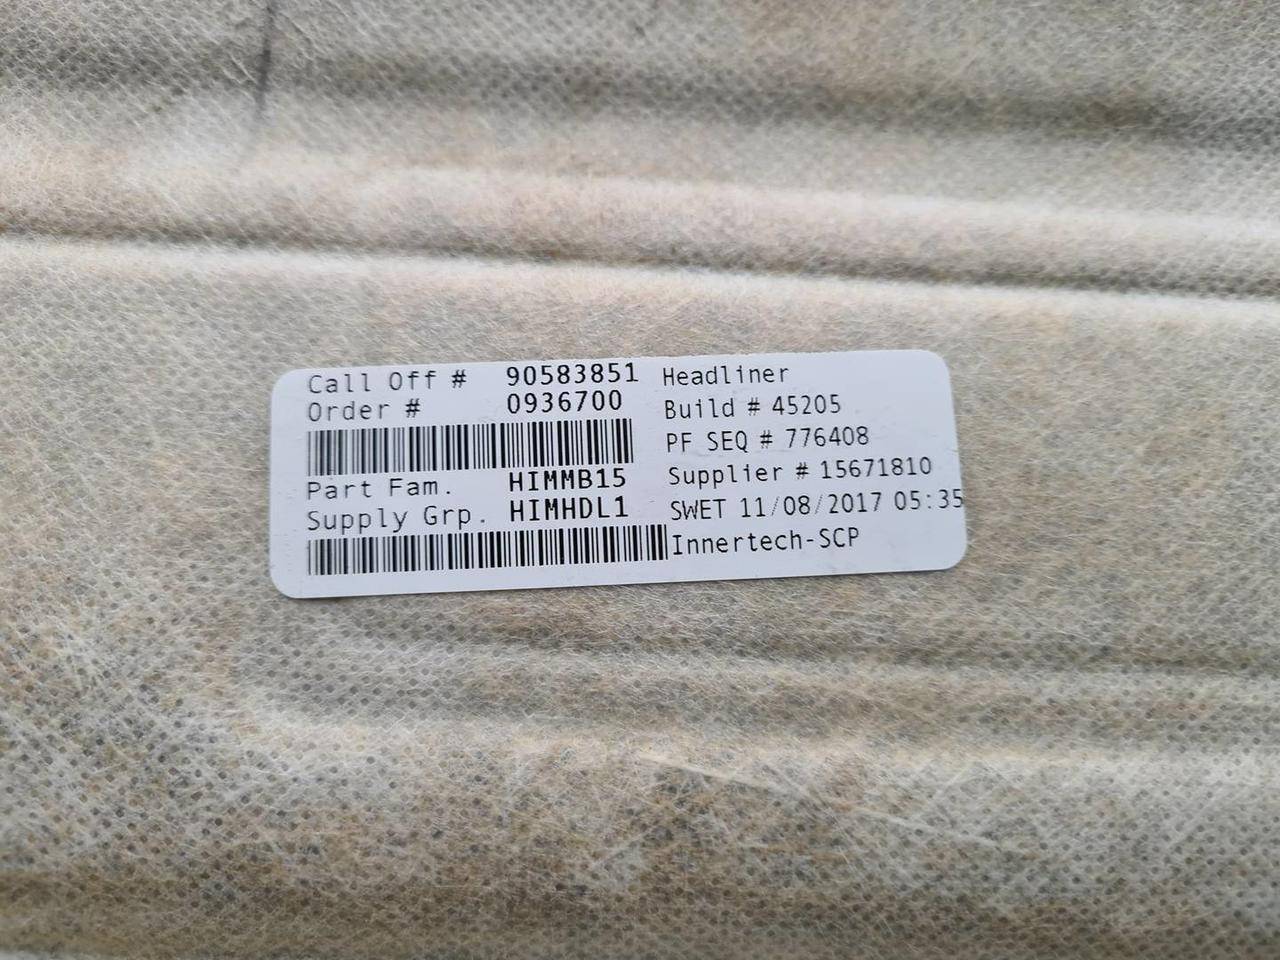 Call Off # 90583851
Order # 0936700
Part Fam. HIMMB15
Supply Grp. HIMHDL1
Headliner
Build # 45205
PF SEQ # 776408
Supplier # 15671810
SWET 11/08/2017 05:35
Innertech-SCP